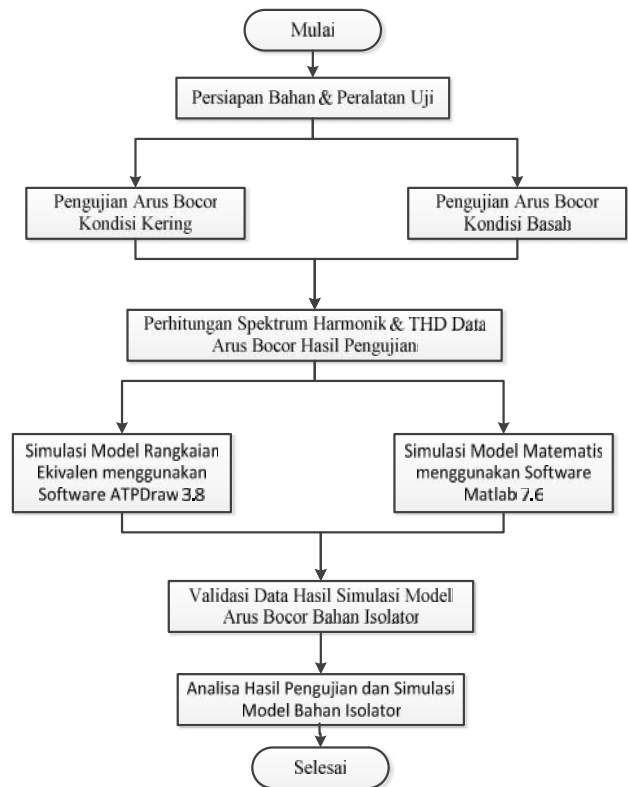 Mulai
Persiapan Bahan & Peralatan Uji
Pengujian Arus Bocor
Kondisi Kering
Pengujian Arus Bocor
Kondisi Basah
Perhitungan Spektrum Harmonik & THD Data
Arus Bocor Hasil Pengujian
Simulasi Model Rangkaian
Ekivalen menggunakan
Software ATPDraw 3.8
Simulasi Model Matematis
menggunakan Software
Matlab 7.6
Validasi Data Hasil Simulasi Model
Arus Bocor Bahan Isolator
Analisa Hasil Pengujian dan Simulasi
Model Bahan Isolator
Selesai